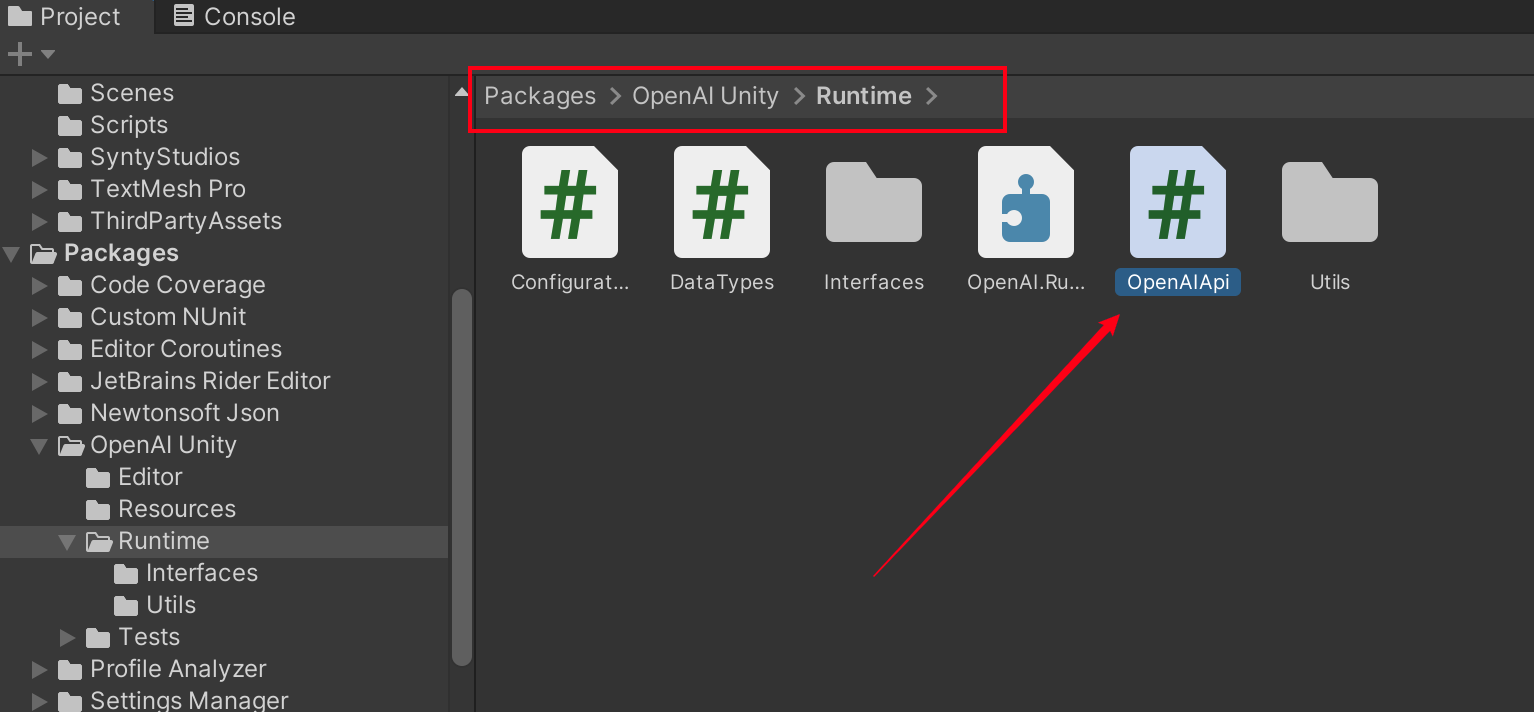 Project Console
Scenes
Scripts
SyntyStudios
TextMesh Pro
ThirdPartyAssets
Packages
Code Coverage
Custom NUnit
Editor Coroutines
JetBrains Rider Editor
Newtonsoft Json
OpenAI Unity
Editor
Resources
Runtime
Interfaces
Utils
Tests
Profile Analyzer
Settings Manager
Packages > OpenAI Unity > Runtime >
Configurat... DataTypes Interfaces OpenAI.Ru... OpenAIApi Utils